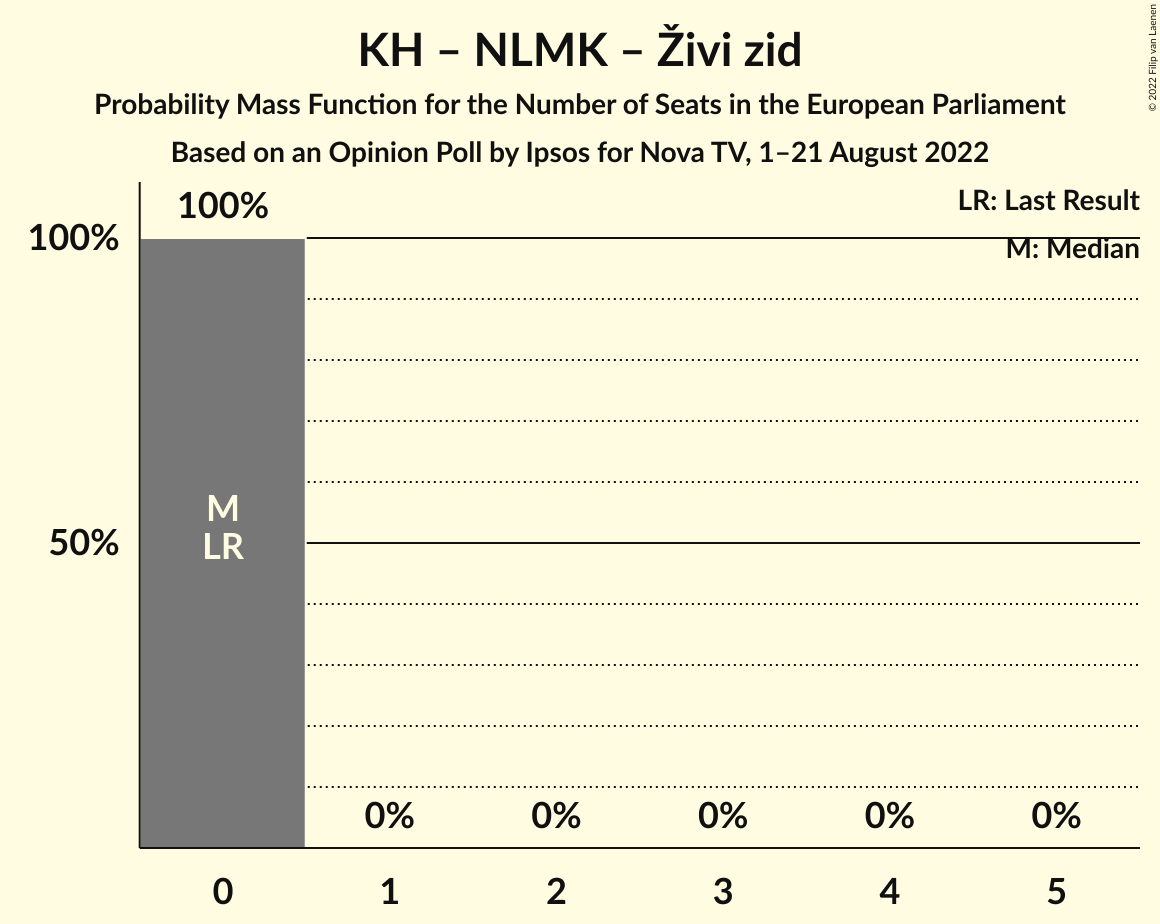 KH – NLMK – Živi zid
Probability Mass Function for the Number of Seats in the European Parliament
Based on an Opinion Poll by Ipsos for Nova TV, 1–21 August 2022
© 2022 Filip van Laenen
LR: Last Result
M: Median
100%
100%
50%
M
LR
0%
0%
0%
0%
0%
0
1
2
3
4
5